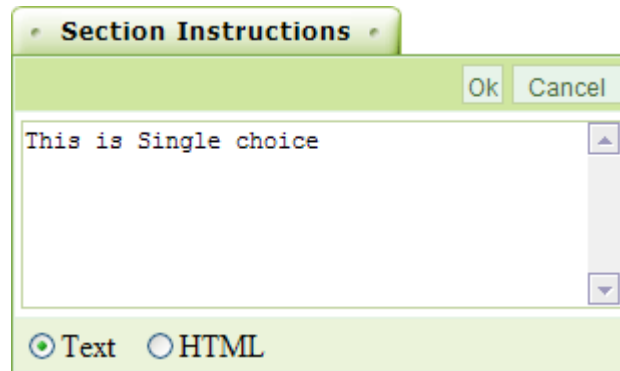 Section Instructions
Ok Cancel
This is Single choice
Text HTML